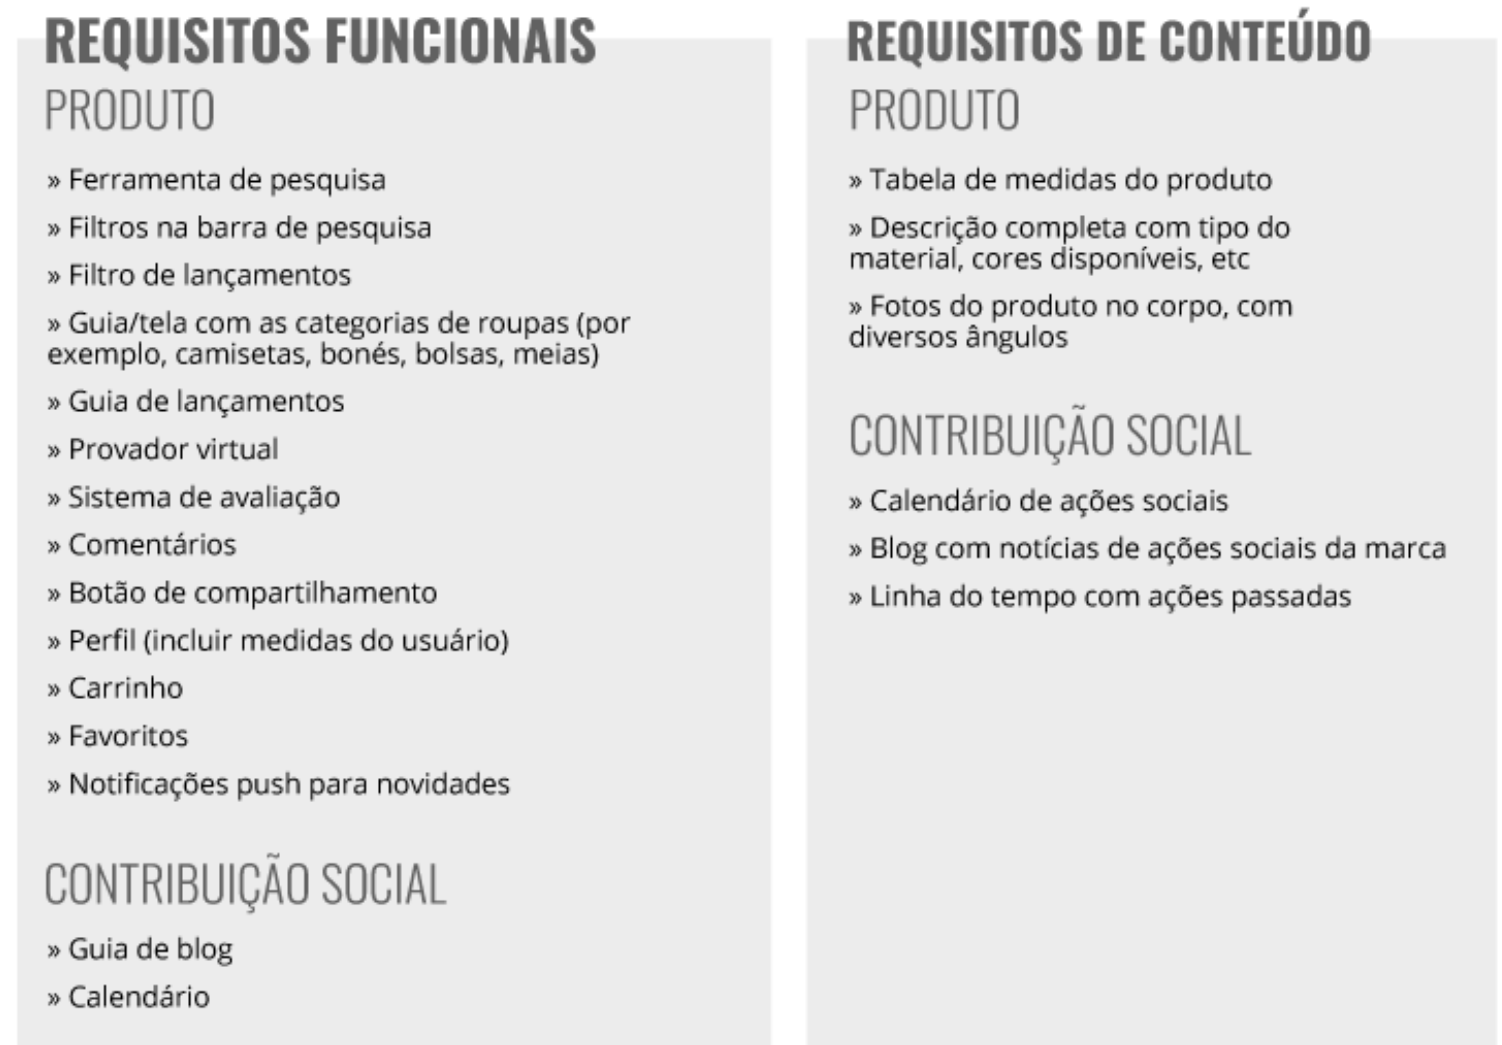 REQUISITOS FUNCIONAIS
PRODUTO
» Ferramenta de pesquisa
» Filtros na barra de pesquisa
» Filtro de lançamentos
» Guia/tela com as categorias de roupas (por
exemplo, camisetas, bonés, bolsas, meias)
» Guia de lançamentos
» Provador virtual
» Sistema de avaliação
» Comentários
» Botão de compartilhamento
» Perfil (incluir medidas do usuário)
» Carrinho
» Favoritos
» Notificações push para novidades
CONTRIBUIÇÃO SOCIAL
» Guia de blog
» Calendário
REQUISITOS DE CONTEÚDO
PRODUTO
» Tabela de medidas do produto
» Descrição completa com tipo do
material, cores disponíveis, etc
» Fotos do produto no corpo, com
diversos ângulos
CONTRIBUIÇÃO SOCIAL
» Calendário de ações sociais
» Blog com notícias de ações sociais da marca
» Linha do tempo com ações passadas